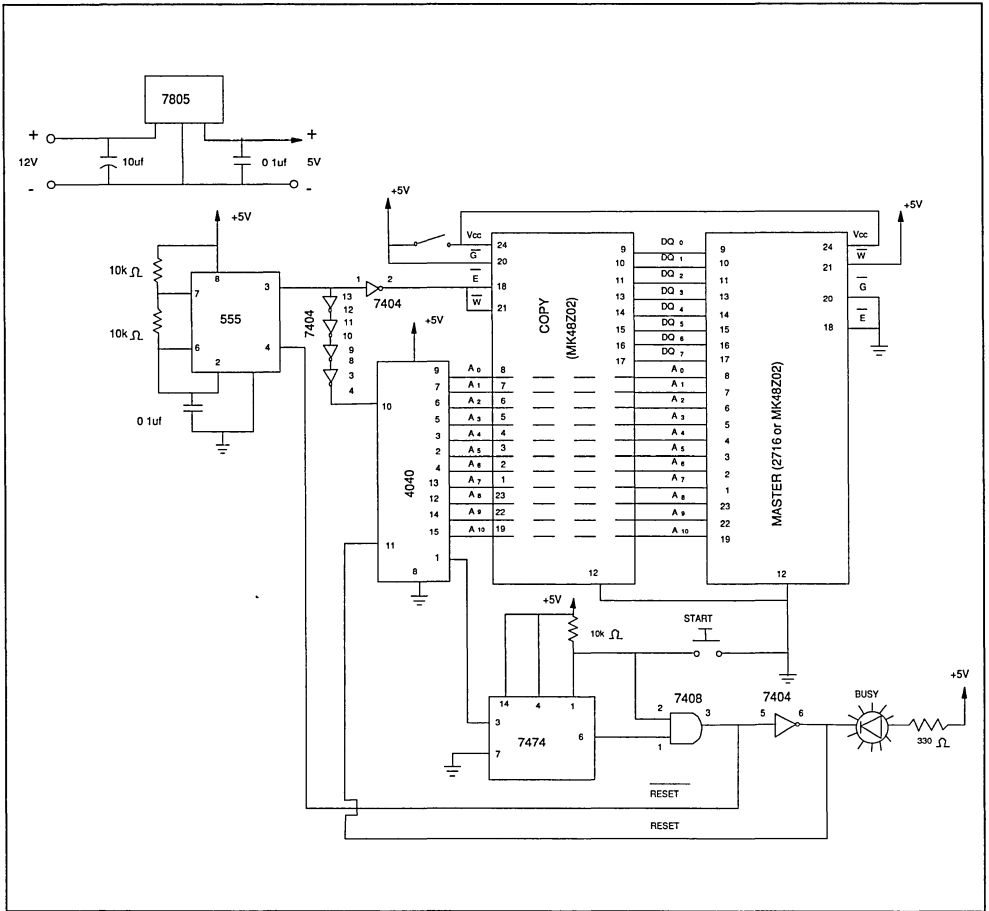 7805
+
12V
-
10uf
0 1uf
+
5V
-
+5V
10k Ω
10k Ω
8
7
6
2
555
3
4
0 1uf
1
2
7404
7404
13
12
11
10
9
8
3
4
+5V
10
11
4040
9
7
6
5
3
2
4
13
12
14
15
1
8
A 0
A 1
A 2
A 3
A 4
A 5
A 6
A 7
A 8
A 9
A 10
+5V
Vcc
G
E
W
24
20
18
21
8
7
6
5
4
3
2
1
23
22
19
COPY
(MK48Z02)
9
10
11
13
14
15
16
17
12
DQ 0
DQ 1
DQ 2
DQ 3
DQ 4
DQ 5
DQ 6
DQ 7
A 0
A 1
A 2
A 3
A 4
A 5
A 6
A 7
A 8
A 9
A 10
9
10
11
13
14
15
16
17
8
7
6
5
4
3
2
1
23
22
19
MASTER (2716 or MK48Z02)
24
21
20
18
12
Vcc
W
G
E
+5V
+5V
10k Ω
START
14
4
1
3
7
6
7474
7408
2
1
3
7404
5
6
BUSY
+5V
330 Ω
RESET
RESET